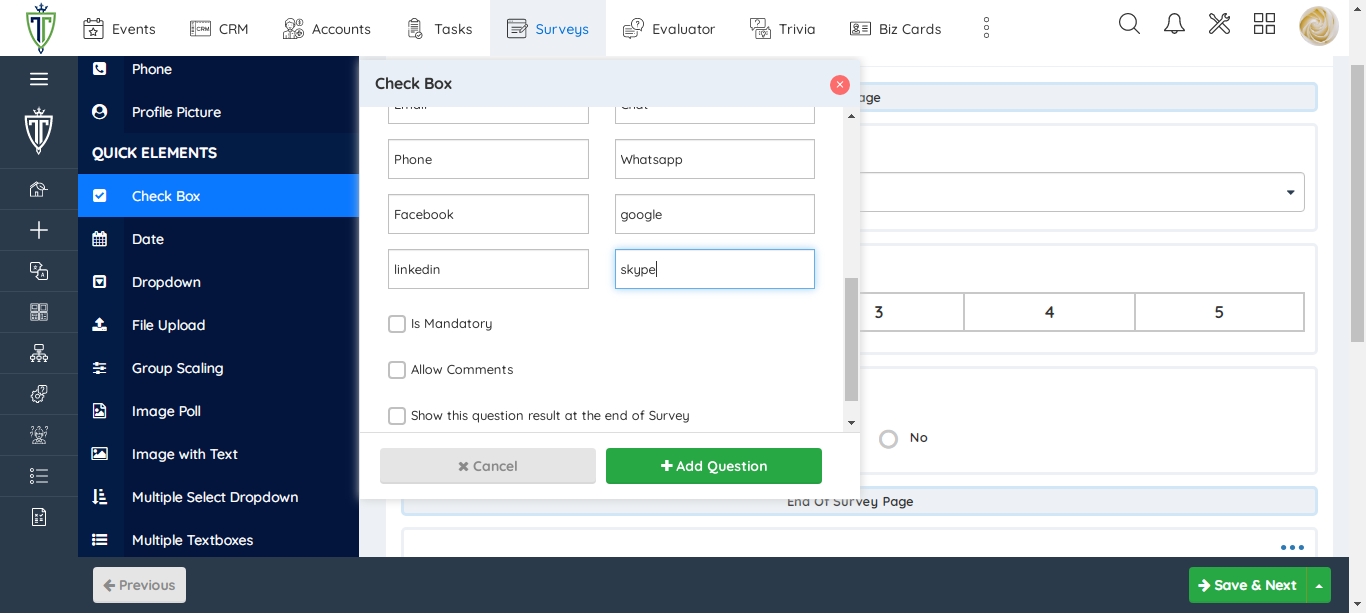 Events
CRM
CRM
Accounts
Tasks
Surveys
Evaluator
Trivia
Biz Cards
Phone
Profile Picture
QUICK ELEMENTS
Check Box
Date
Dropdown
File Upload
Group Scaling
Image Poll
Image with Text
Multiple Select Dropdown
Multiple Textboxes
Check Box
Email
Chat
Phone
Whatsapp
Facebook
google
linkedin
skype
Is Mandatory
Allow Comments
Show this question result at the end of Survey
Cancel
Add Question
age
3
4
5
No
End Of Survey Page
Previous
Save & Next